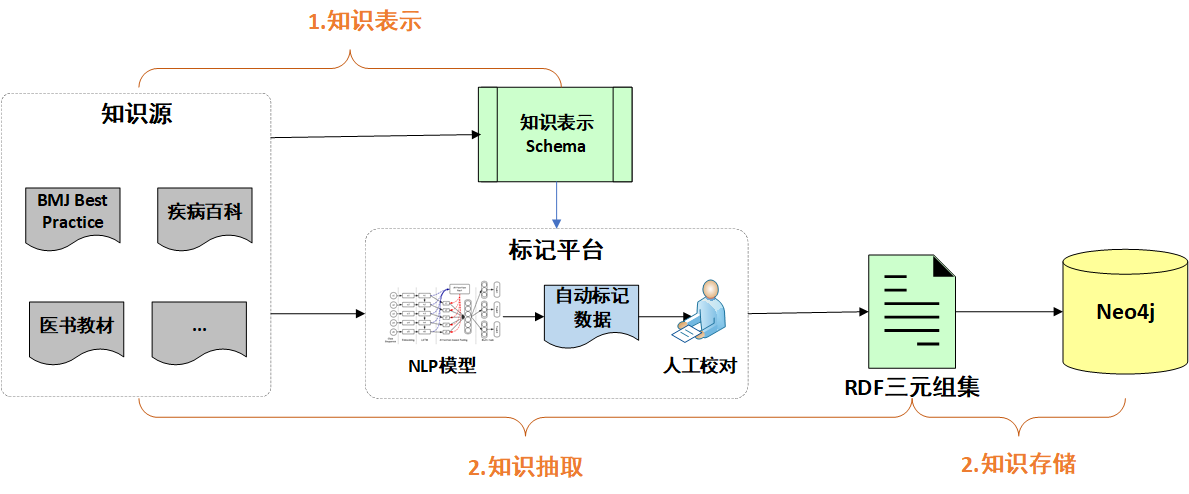 1.知识表示
知识源
知识表示
Schema
BMJ Best
Practice
疾病百科
医书教材
...
标记平台
NLP模型
自动标记
数据
人工校对
RDF三元组集
Neo4j
2.知识抽取
2.知识存储